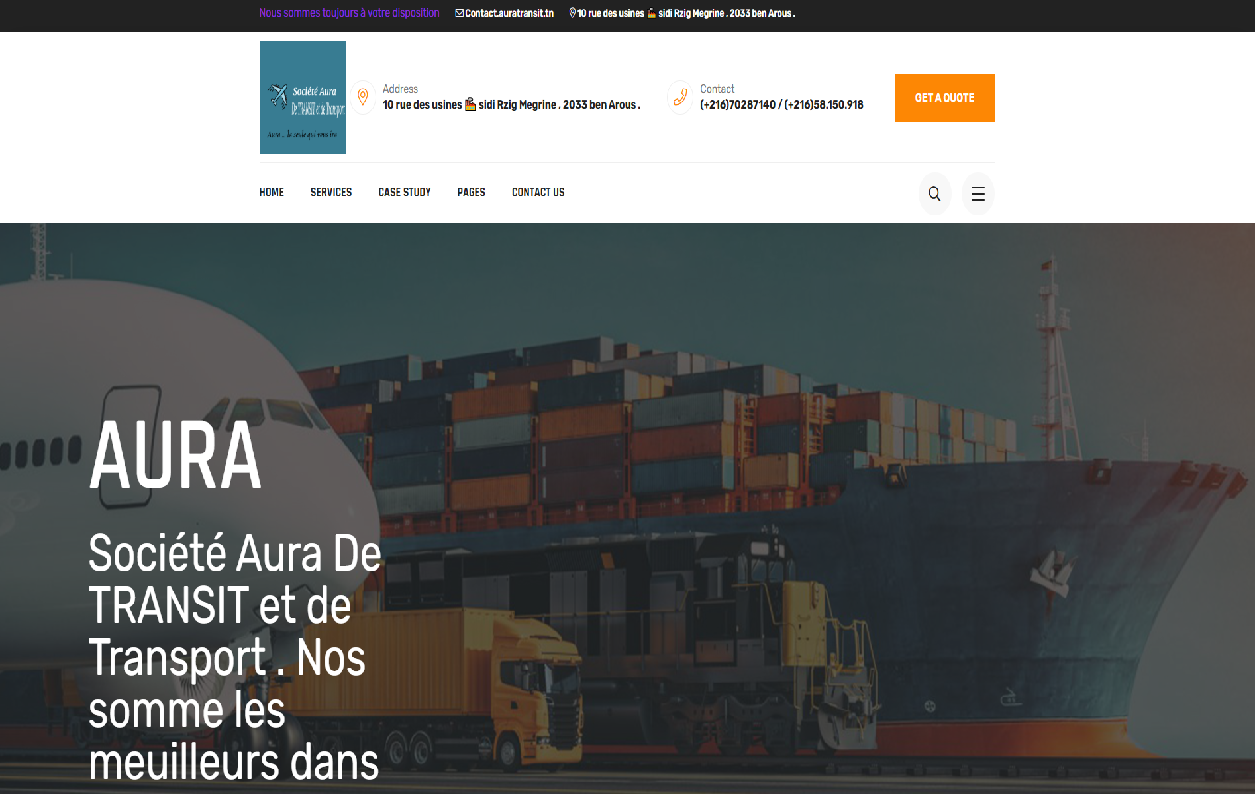 Nous sommes toujours à votre disposition Contact.auratransit.tn 10 rue des usines sidi Rzig Megrine . 2033 ben Arous .
Société Aura
De TRANSIT et de Transport
Address
10 rue des usines sidi Rzig Megrine . 2033 ben Arous .
Contact
(+216)70287140 / (+216)58.150.918
GET A QUOTE
HOME SERVICES CASE STUDY PAGES CONTACT US
AURA
Société Aura De
TRANSIT et de
Transport . Nos
somme les
meuilleurs dans